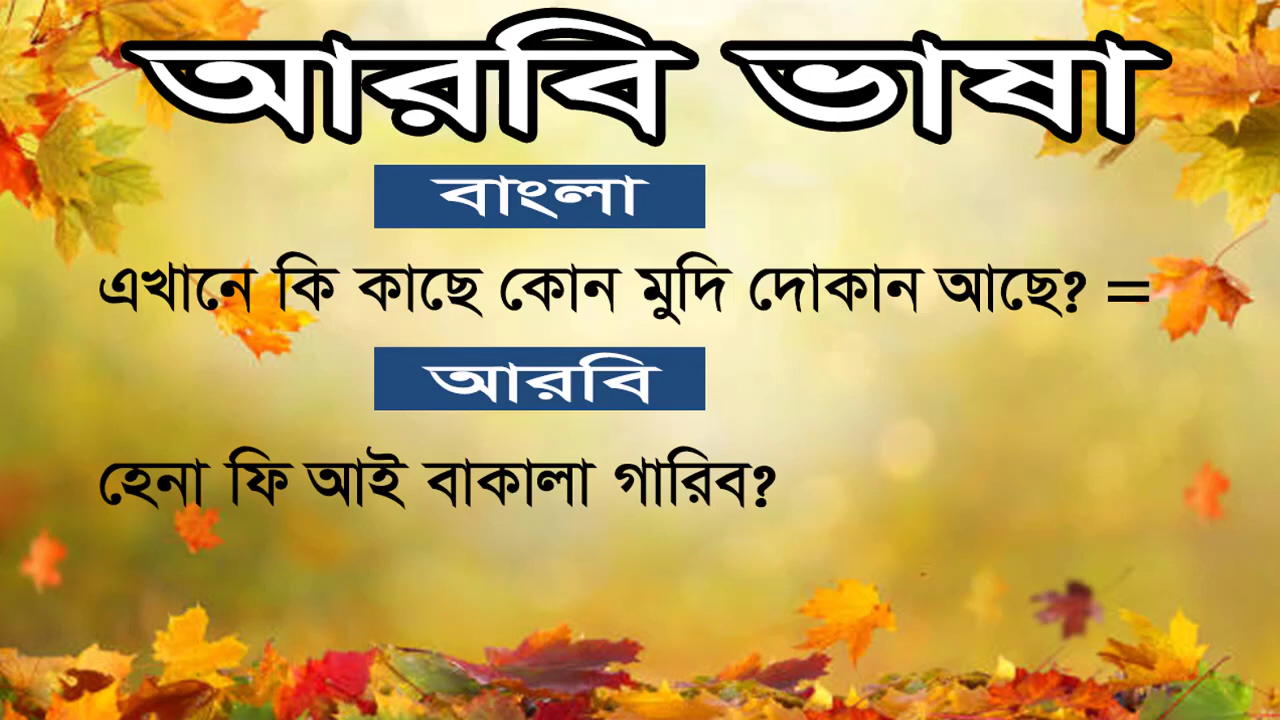 আরবি ভাষা
বাংলা
এখানে কি কাছে কোন মুদি দোকান আছে? =
আরবি
হেনা ফি আই বাকালা গারিব?